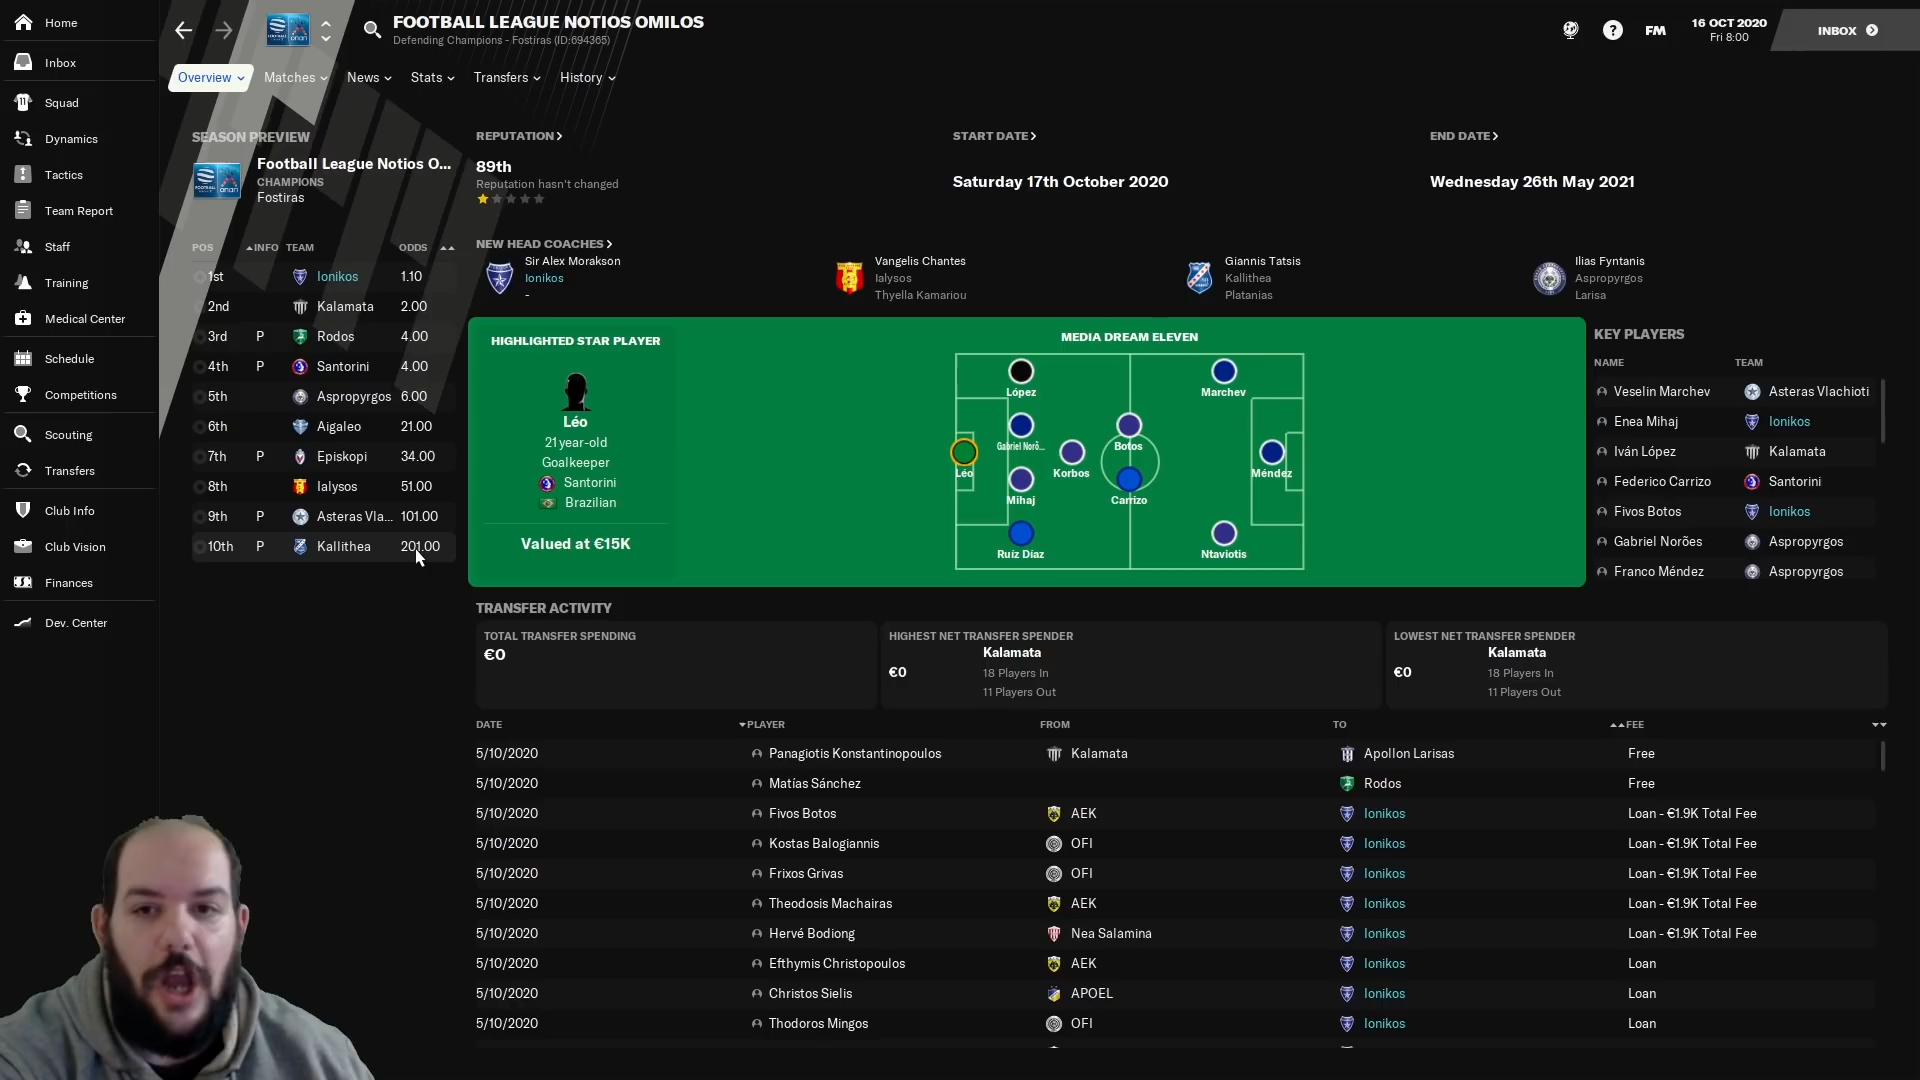 Home
Inbox
Squad
Dynamics
Tactics
Team Report
Staff
Training
Medical Center
Schedule
Competitions
Scouting
Transfers
Club Info
Club Vision
Finances
Dev. Center
FOOTBALL LEAGUE NOTIOS OMILOS
Defending Champions - Fostiras (ID:694365)
FM
16 OCT 2020
Fri 8:00
INBOX
Overview
Matches
News
Stats
Transfers
History
SEASON PREVIEW
Football League Notios O...
CHAMPIONS
Fostiras
POS INFO TEAM ODDS
1st Ionikos 1.10
2nd Kalamata 2.00
3rd P Rodos 4.00
4th P Santorini 4.00
5th Aspropyrgos 6.00
6th Aigaleo 21.00
7th P Episkopi 34.00
8th Ialysos 51.00
9th P Asteras Vla... 101.00
10th P Kallithea 201.00
REPUTATION
89th
Reputation hasn't changed
START DATE
Saturday 17th October 2020
END DATE
Wednesday 26th May 2021
NEW HEAD COACHES
Sir Alex Morakson
Ionikos
-
Vangelis Chantes
Ialysos
Thyella Kamariou
Giannis Tatsis
Kallithea
Platanias
Ilias Fyntanis
Aspropyrgos
Larisa
HIGHLIGHTED STAR PLAYER
Léo
21 year-old
Goalkeeper
Santorini
Brazilian
Valued at €15K
MEDIA DREAM ELEVEN
López
Marchev
Gabriel Norõ...
Botos
Léo
Korbos
Méndez
Mihaj
Carrizo
Ruíz Díaz
Ntaviotis
KEY PLAYERS
NAME TEAM
Veselin Marchev Asteras Vlachioti
Enea Mihaj Ionikos
Iván López Kalamata
Federico Carrizo Santorini
Fivos Botos Ionikos
Gabriel Norões Aspropyrgos
Franco Méndez Aspropyrgos
TRANSFER ACTIVITY
TOTAL TRANSFER SPENDING
€0
HIGHEST NET TRANSFER SPENDER
Kalamata
€0
18 Players In
11 Players Out
LOWEST NET TRANSFER SPENDER
Kalamata
€0
18 Players In
11 Players Out
DATE PLAYER FROM TO FEE
5/10/2020 Panagiotis Konstantinopoulos Kalamata Apollon Larisas Free
5/10/2020 Matías Sánchez Rodos Free
5/10/2020 Fivos Botos AEK Ionikos Loan - €1.9K Total Fee
5/10/2020 Kostas Balogiannis OFI Ionikos Loan - €1.9K Total Fee
5/10/2020 Frixos Grivas OFI Ionikos Loan - €1.9K Total Fee
5/10/2020 Theodosis Machairas AEK Ionikos Loan - €1.9K Total Fee
5/10/2020 Hervé Bodiong Nea Salamina Ionikos Loan - €1.9K Total Fee
5/10/2020 Efthymis Christopoulos AEK Ionikos Loan
5/10/2020 Christos Sielis APOEL Ionikos Loan
5/10/2020 Thodoros Mingos OFI Ionikos Loan